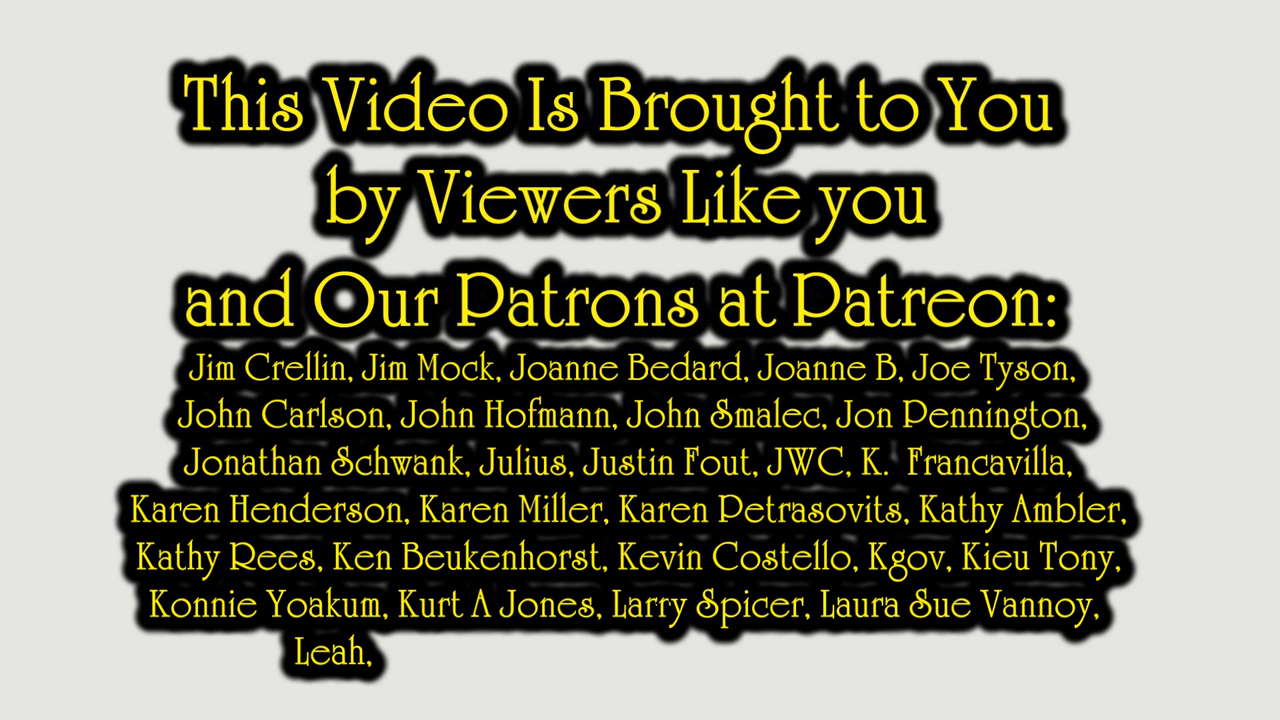 This Video Is Brought to You
by Viewers Like you
and Our Patrons at Patreon:
Jim Crellin, Jim Mock, Joanne Bedard, Joanne B, Joe Tyson,
John Carlson, John Hofmann, John Smalec, Jon Pennington,
Jonathan Schwank, Julius, Justin Fout, JWC, K.  Francavilla,
Karen Henderson, Karen Miller, Karen Petrasovits, Kathy Ambler,
Kathy Rees, Ken Beukenhorst, Kevin Costello, Kgov, Kieu Tony,
Konnie Yoakum, Kurt A Jones, Larry Spicer, Laura Sue Vannoy,
Leah,